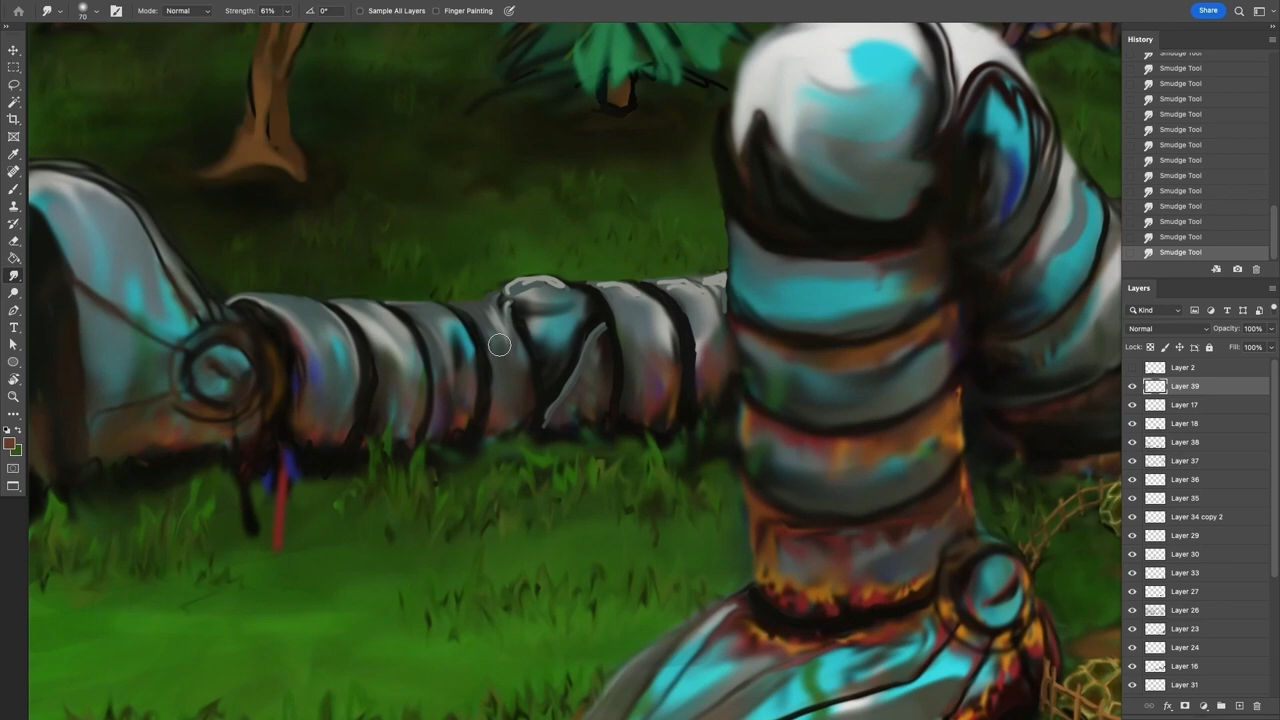 70 Mode: Normal Strength: 61% 0° Sample All Layers Finger Painting Share
History
Smudge Tool
Smudge Tool
Smudge Tool
Smudge Tool
Smudge Tool
Smudge Tool
Smudge Tool
Smudge Tool
Smudge Tool
Smudge Tool
Smudge Tool
Smudge Tool
Smudge Tool
Smudge Tool
Layers
Kind
Normal Opacity: 100%
Lock: Fill: 100%
Layer 2
Layer 39
Layer 17
Layer 18
Layer 38
Layer 37
Layer 36
Layer 35
Layer 34 copy 2
Layer 29
Layer 30
Layer 33
Layer 27
Layer 26
Layer 23
Layer 24
Layer 16
Layer 31